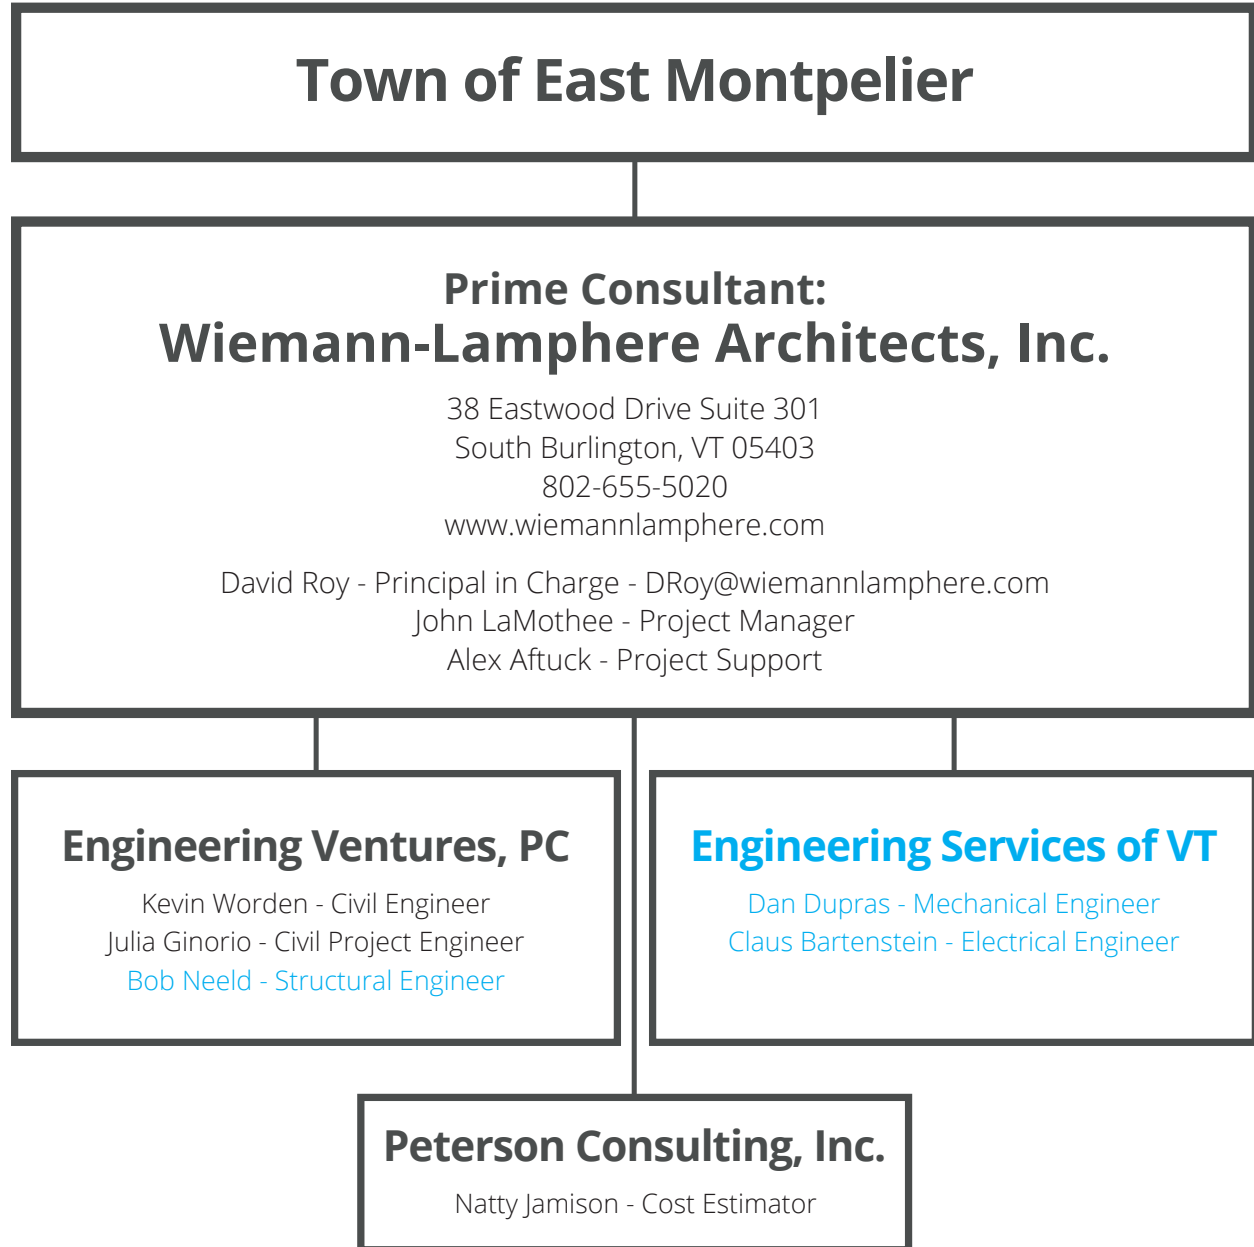 Town of East Montpelier
Prime Consultant:
Wiemann-Lamphere Architects, Inc.
38 Eastwood Drive Suite 301
South Burlington, VT 05403
802-655-5020
www.wiemannlamphere.com
David Roy - Principal in Charge - DRoy@wiemannlamphere.com
John LaMothee - Project Manager
Alex Aftuck - Project Support
Engineering Ventures, PC
Kevin Worden - Civil Engineer
Julia Ginorio - Civil Project Engineer
Bob Neeld - Structural Engineer
Engineering Services of VT
Dan Dupras - Mechanical Engineer
Claus Bartenstein - Electrical Engineer
Peterson Consulting, Inc.
Natty Jamison - Cost Estimator